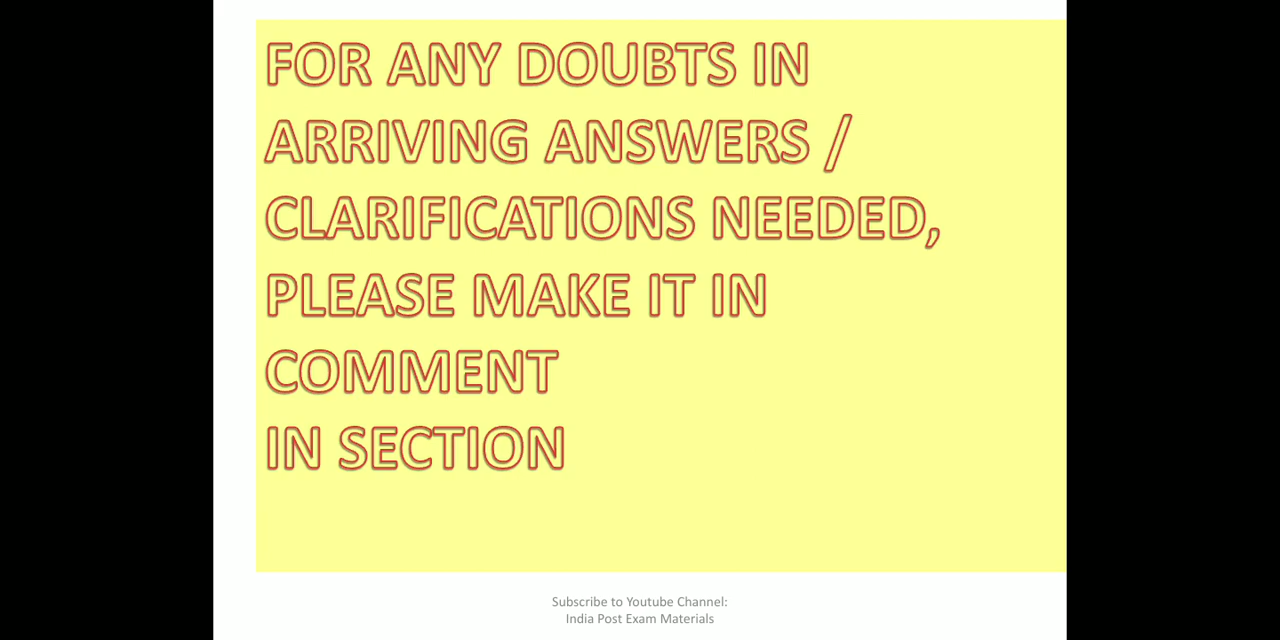 FOR ANY DOUBTS IN
ARRIVING ANSWERS /
CLARIFICATIONS NEEDED,
PLEASE MAKE IT IN
COMMENT
IN SECTION
Subscribe to Youtube Channel:
India Post Exam Materials